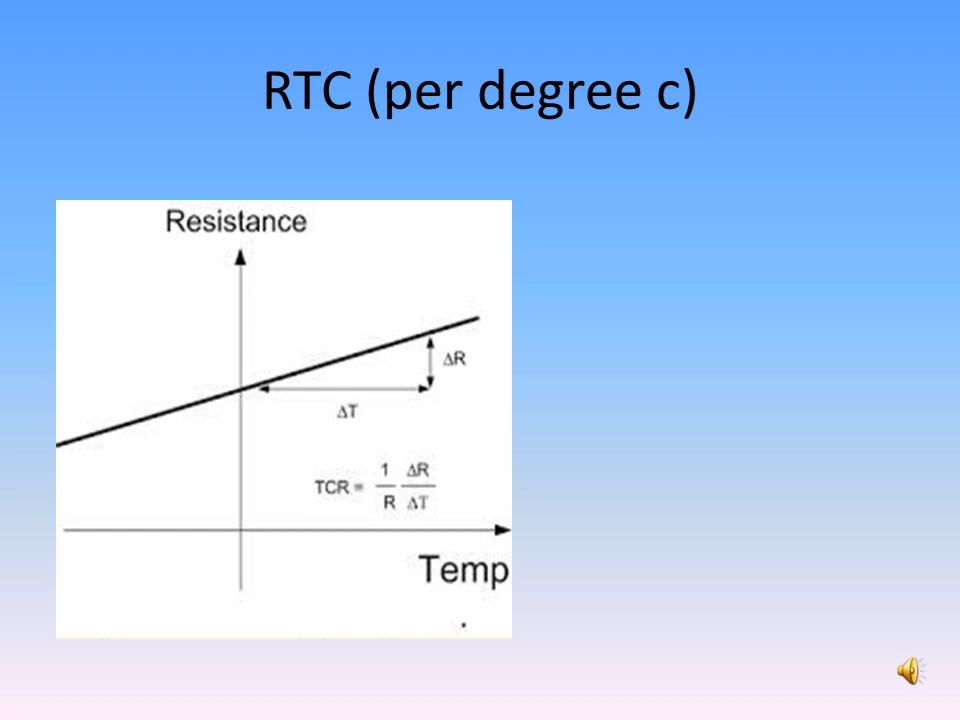 RTC (per degree c)
Resistance
ΔR
ΔT
TCR = 1/R ΔR/ΔT
Temp